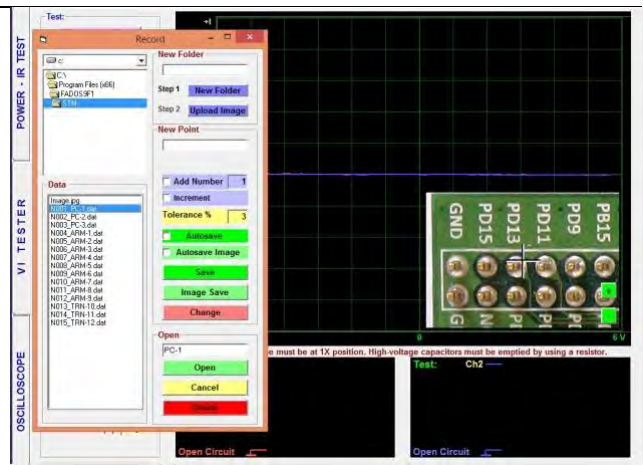 Test:
+I
POWER - IR TEST
VI TESTER
OSCILLOSCOPE
Record
c:
C:\
Program Files (x86)
FADOS9F1
STM
Data
Image.jpg
N001_PC-1.dat
N002_PC-2.dat
N003_PC-3.dat
N004_ARM-1.dat
N005_ARM-2.dat
N006_ARM-3.dat
N007_ARM-4.dat
N008_ARM-5.dat
N009_ARM-6.dat
N010_ARM-7.dat
N011_ARM-8.dat
N012_ARM-9.dat
N013_TRN-10.dat
N014_TRN-11.dat
N015_TRN-12.dat
New Folder
Step 1 New Folder
Step 2 Upload Image
New Point
Add Number 1
Increment
Tolerance % 3
Autosave
Autosave Image
Save
Image Save
Change
Open
PC-1
Open
Cancel
Delete
GND PD15 PD13 PD11 PD9 PB15
+
-
0 6 V
e must be at 1X position. High-voltage capacitors must be emptied by using a resistor.
Test: Ch2
Open Circuit
Open Circuit